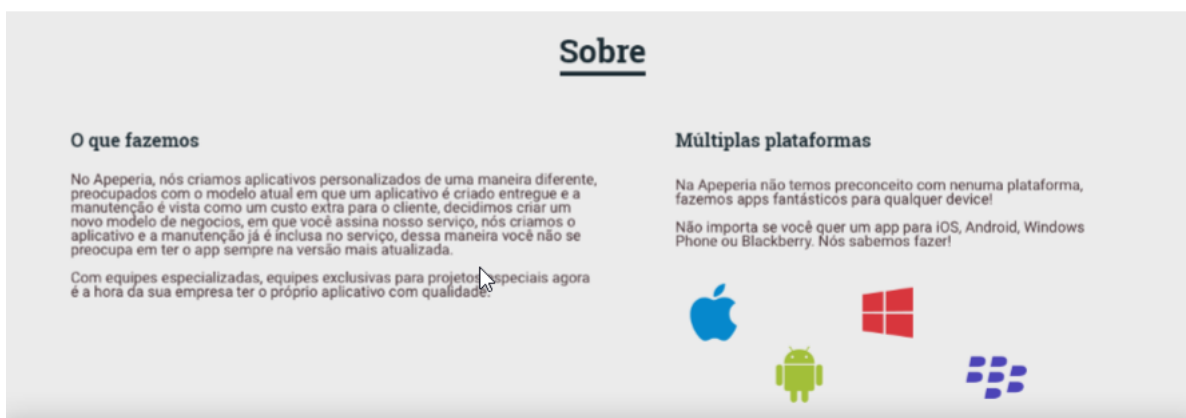 Sobre
O que fazemos
No Apeperia, nós criamos aplicativos personalizados de uma maneira diferente,
preocupados com o modelo atual em que um aplicativo é criado entregue e a
manutenção é vista como um custo extra para o cliente, decidimos criar um
novo modelo de negocios, em que você assina nosso serviço, nós criamos o
aplicativo e a manutenção já é inclusa no serviço, dessa maneira você não se
preocupa em ter o app sempre na versão mais atualizada.
Com equipes especializadas, equipes exclusivas para projetos especiais agora
é a hora da sua empresa ter o próprio aplicativo com qualidade.
Múltiplas plataformas
Na Apeperia não temos preconceito com nenuma plataforma,
fazemos apps fantásticos para qualquer device!
Não importa se você quer um app para iOS, Android, Windows
Phone ou Blackberry. Nós sabemos fazer!